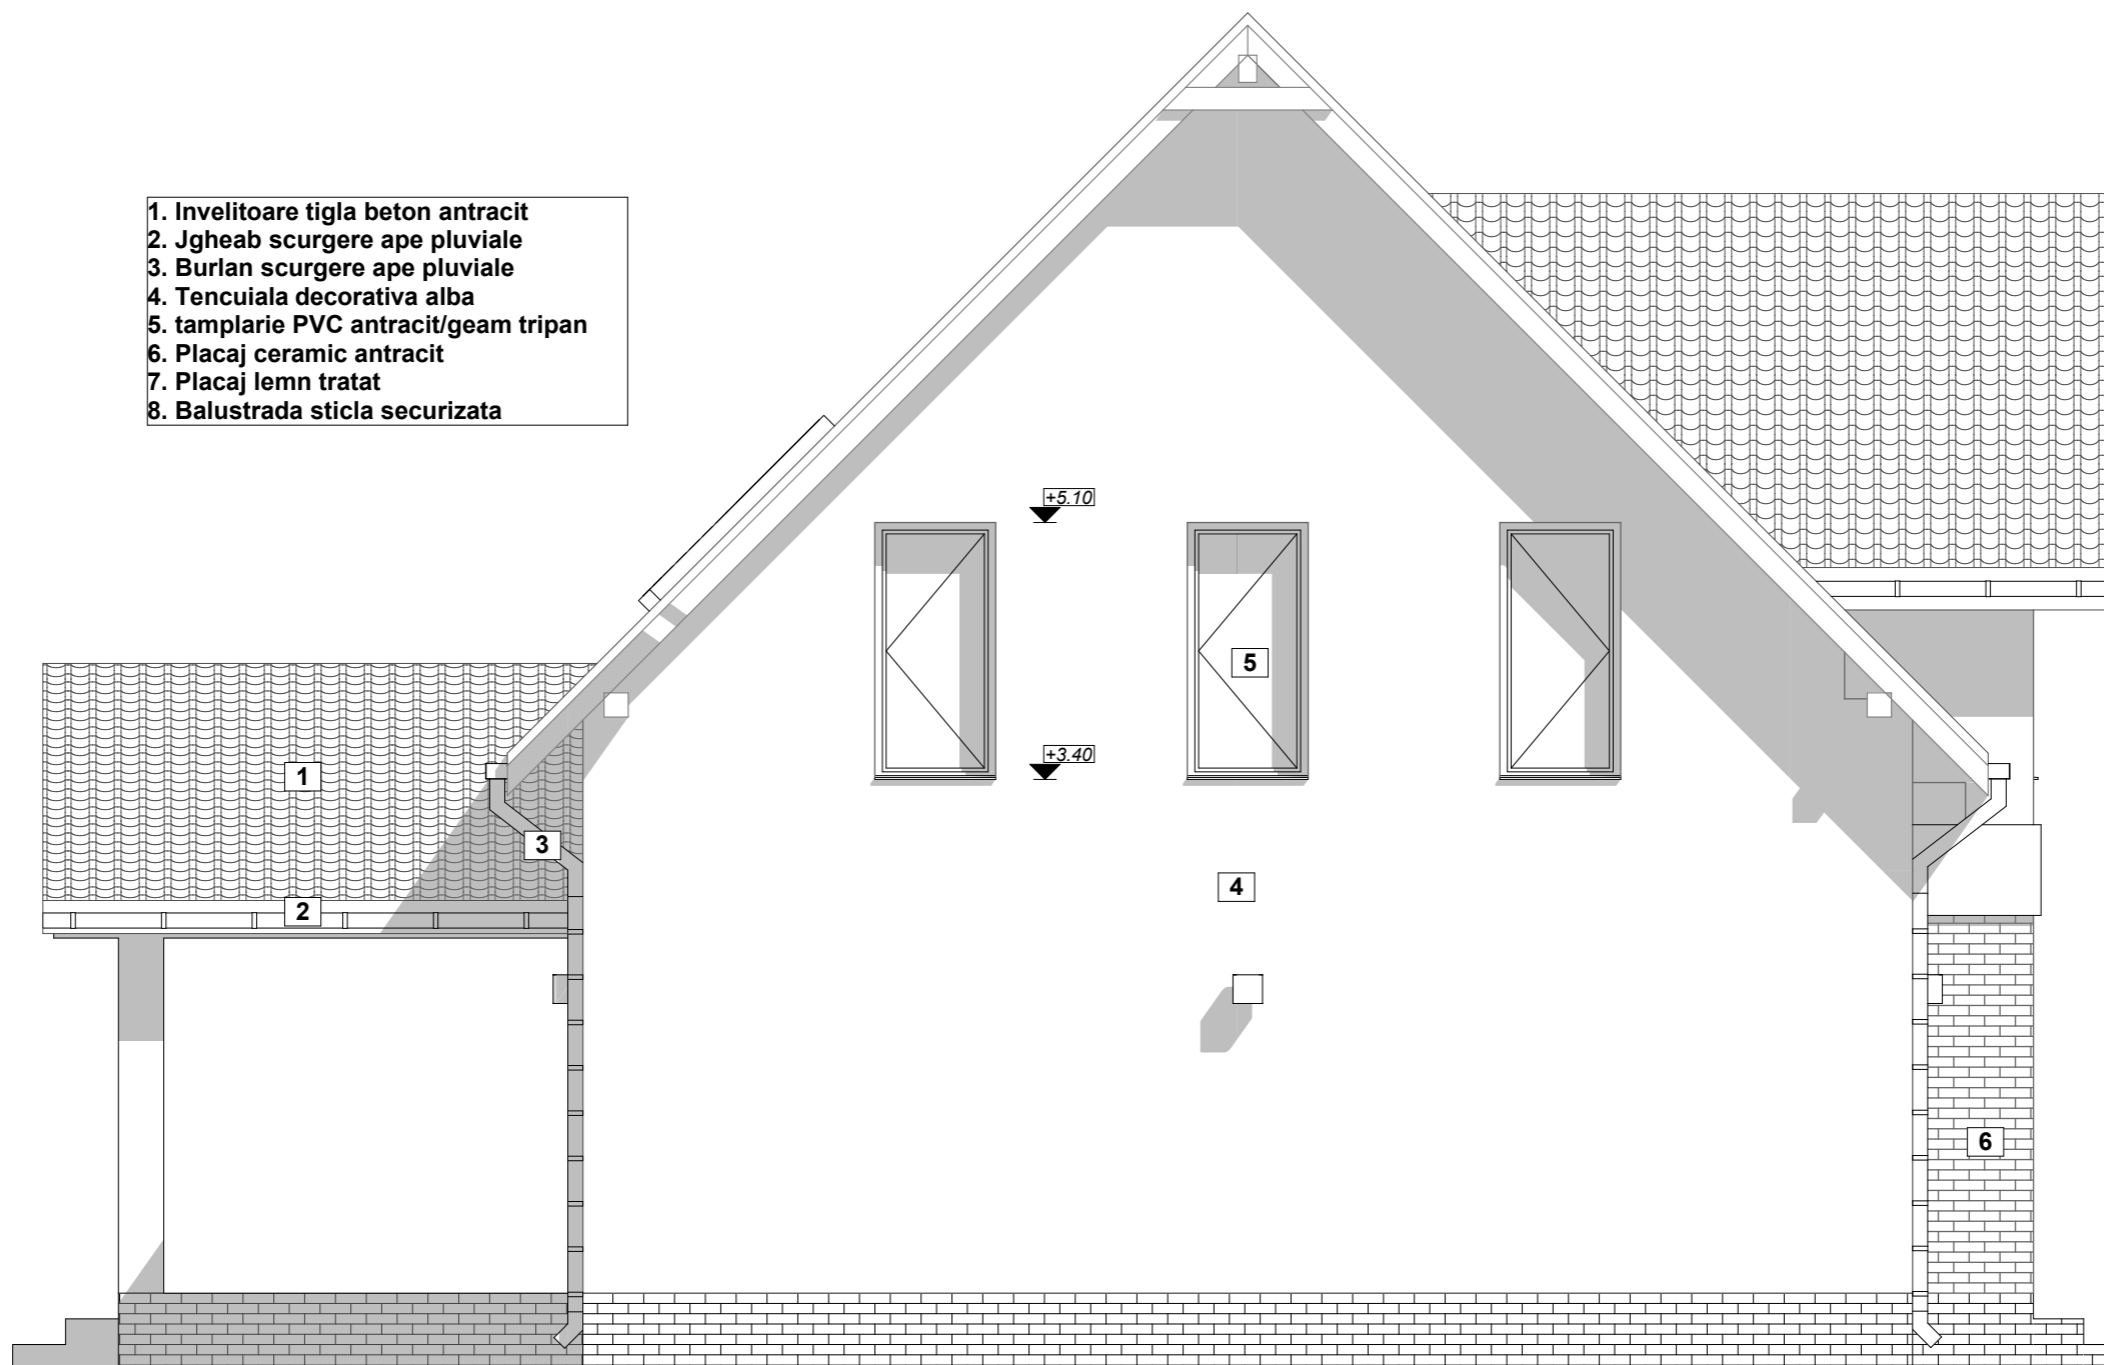 1. Invelitoare tigla beton antracit
2. Jgheab scurgere ape pluviale
3. Burlan scurgere ape pluviale
4. Tencuiala decorativa alba
5. tamplarie PVC antracit/geam tripan
6. Placaj ceramic antracit
7. Placaj lemn tratat
8. Balustrada sticla securizata
+5.10
5
+3.40
1
3
4
2
6